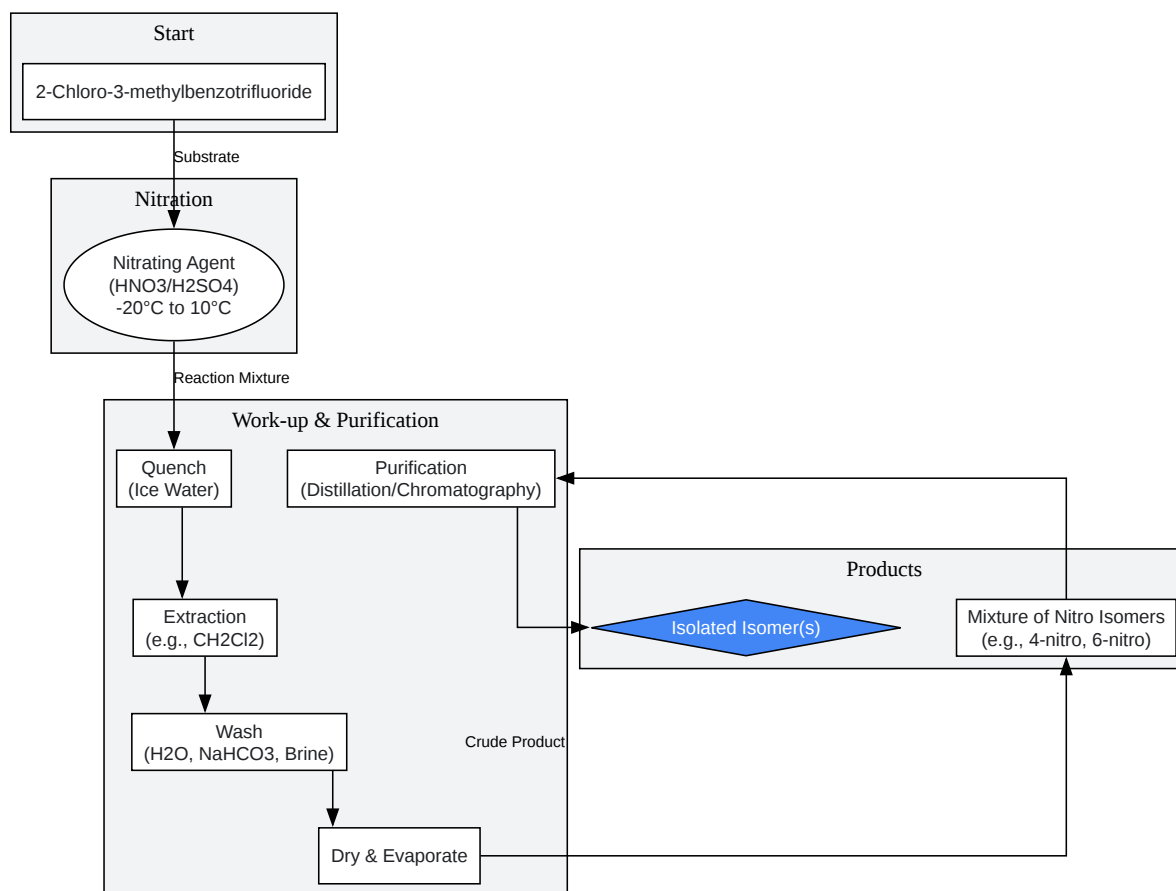 Start
2-Chloro-3-methylbenzotrifluoride
Substrate
Nitration
Nitrating Agent
(HNO3/H2SO4)
-20°C to 10°C
Reaction Mixture
Work-up & Purification
Quench
(Ice Water)
Purification
(Distillation/Chromatography)
Products
Extraction
(e.g., CH2Cl2)
Isolated Isomer(s)
Mixture of Nitro Isomers
(e.g., 4-nitro, 6-nitro)
Wash
(H2O, NaHCO3, Brine)
Crude Product
Dry & Evaporate